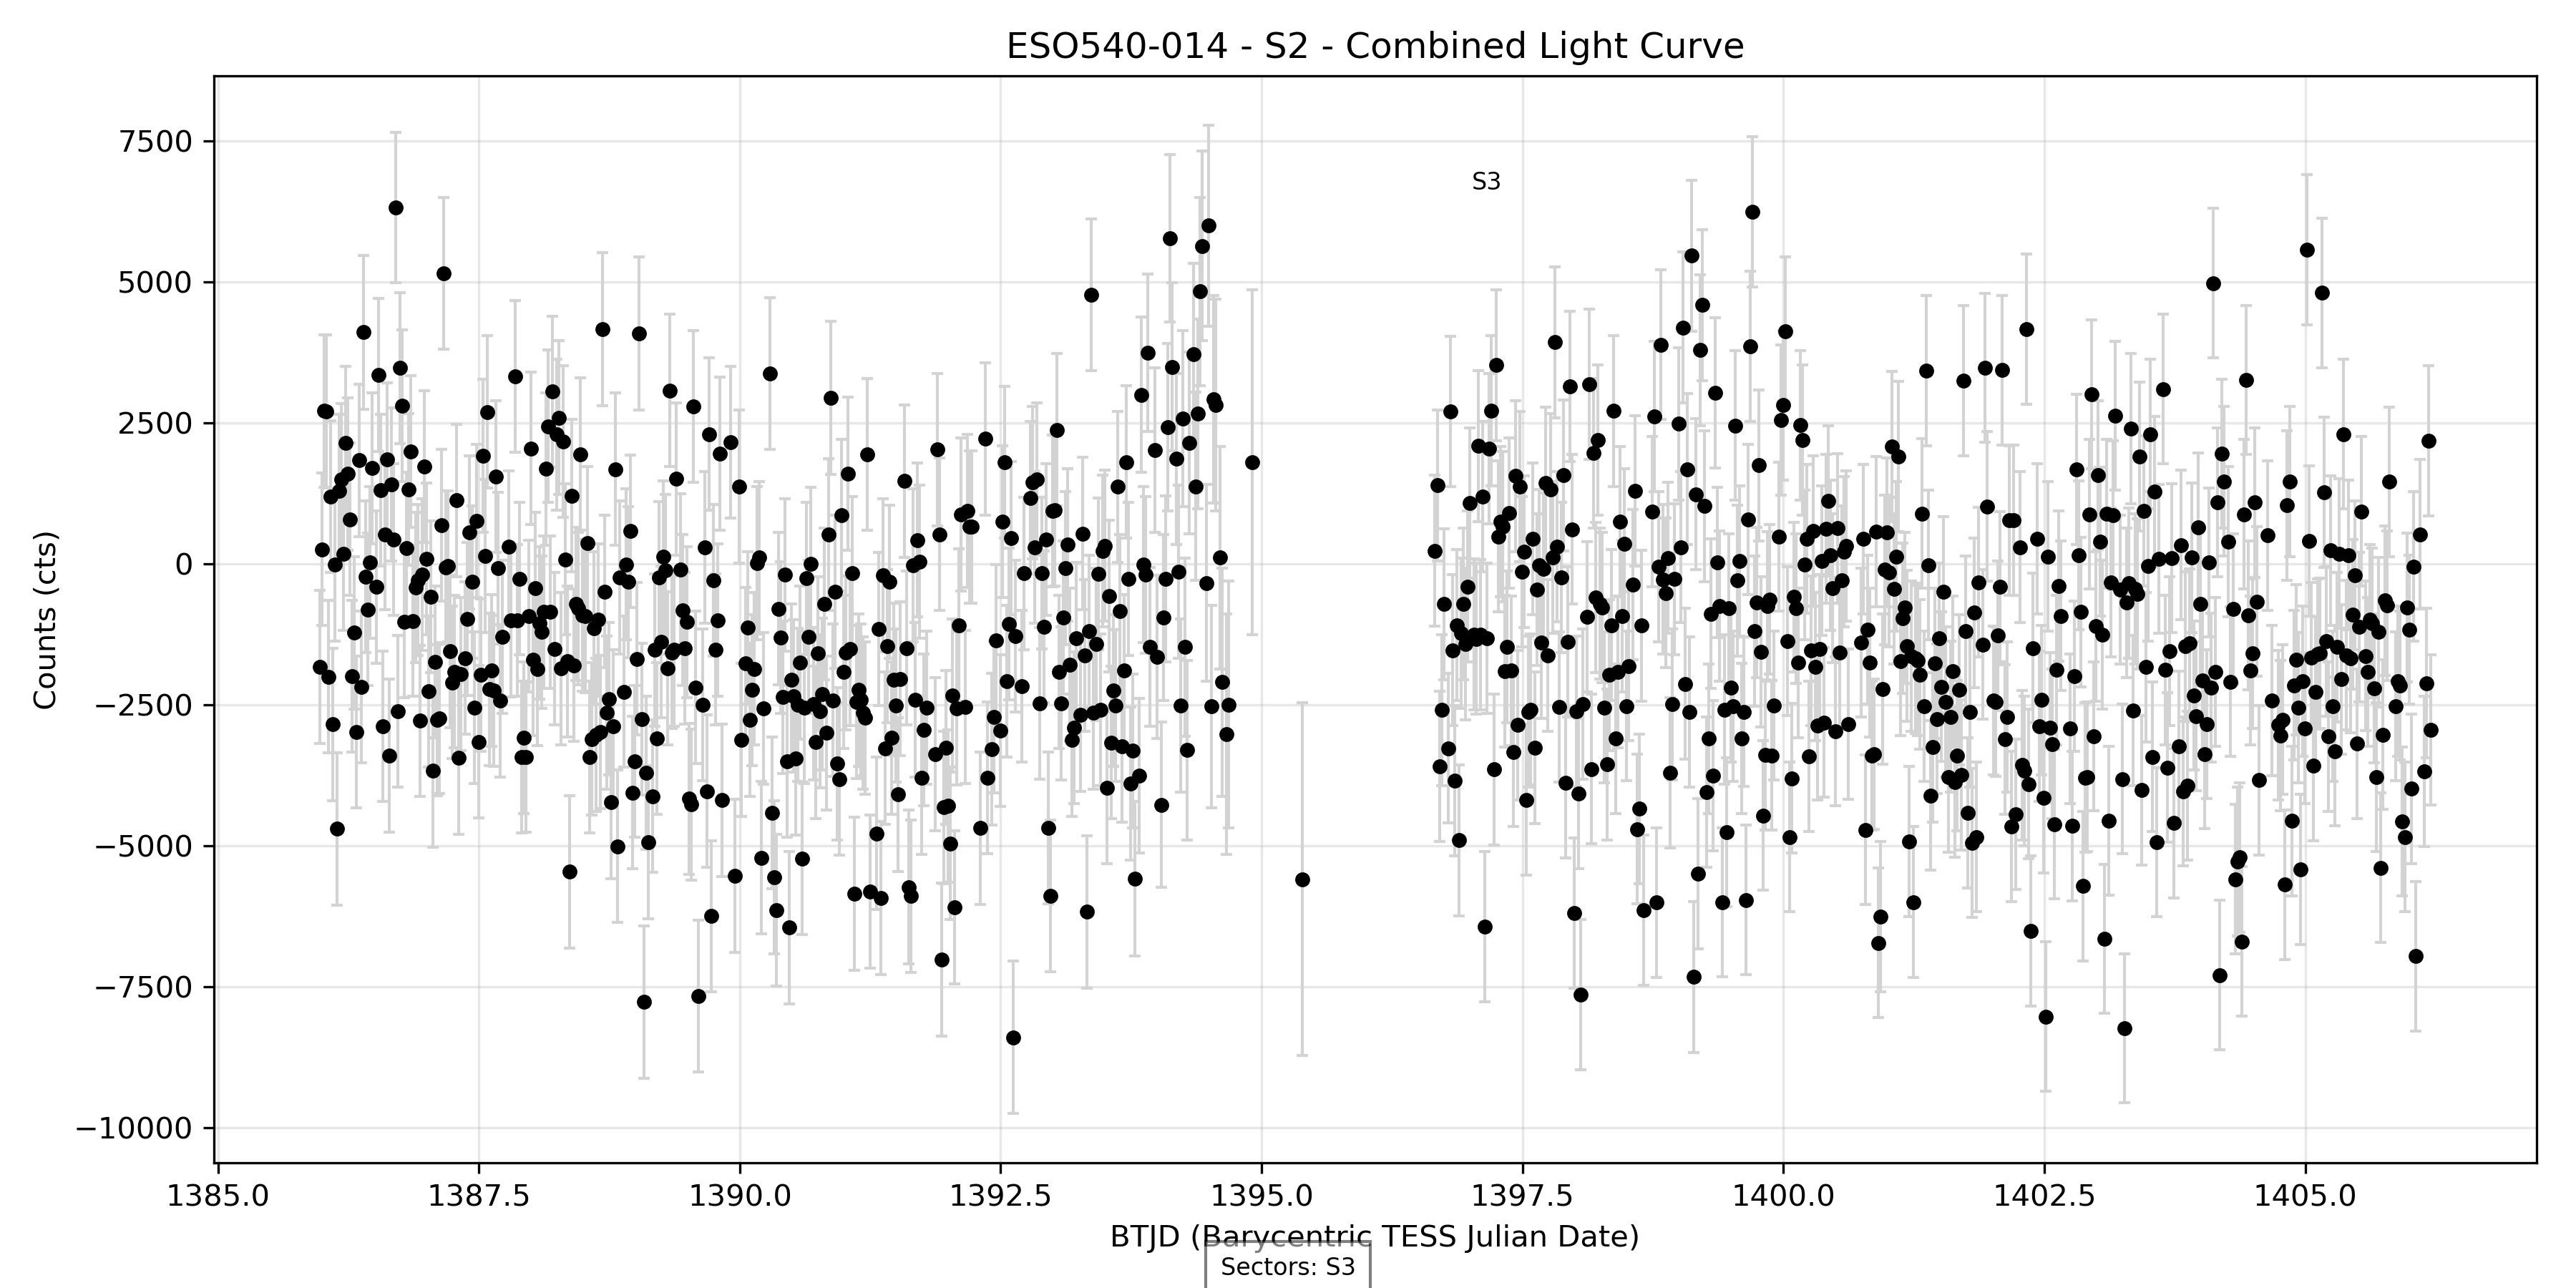 ESO540-014 - S2 - Combined Light Curve
Counts (cts)
7500
5000
2500
0
−2500
−5000
−7500
−10000
S3
1385.0 1387.5 1390.0 1392.5 1395.0 1397.5 1400.0 1402.5 1405.0
BTJD (Barycentric TESS Julian Date)
Sectors: S3